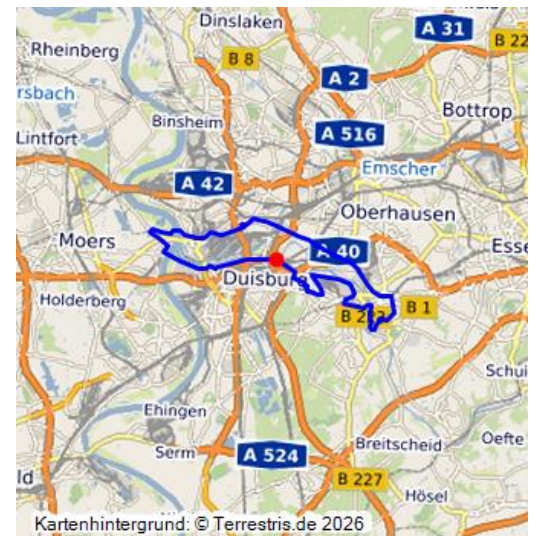 Dinslaken
A 31
B 22
Rheinberg
B 8
A 2
rsbach
Bottrop
Binsheim
A 516
Lintfort
Emscher
A 42
Oberhausen
Moers
A 40
Esse
Duisburg
Holderberg
B 1
Schui
Ehingen
Breitscheid
Oefte
Serm
A 524
ld
B 227
Hösel
Kartenhintergrund: © Terrestris.de 2026